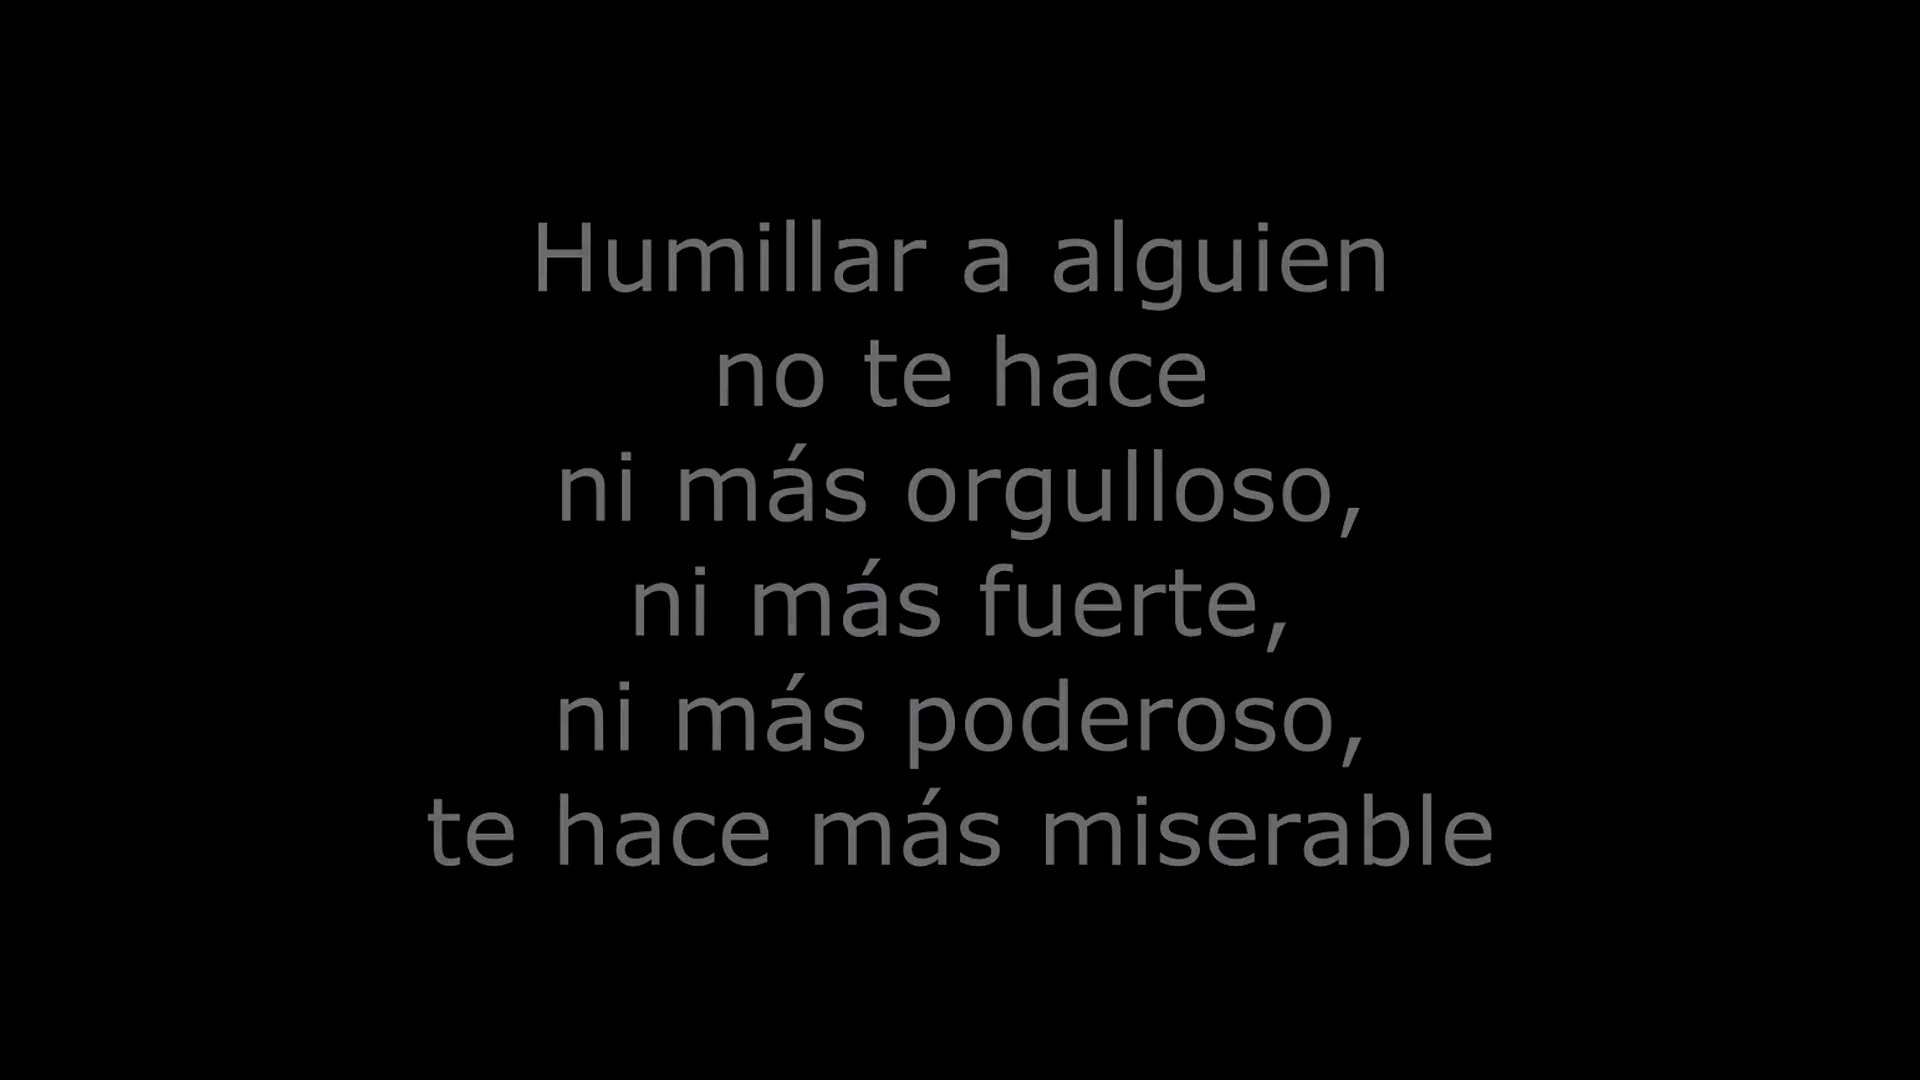 Humillar a alguien
no te hace
ni más orgulloso,
ni más fuerte,
ni más poderoso,
te hace más miserable